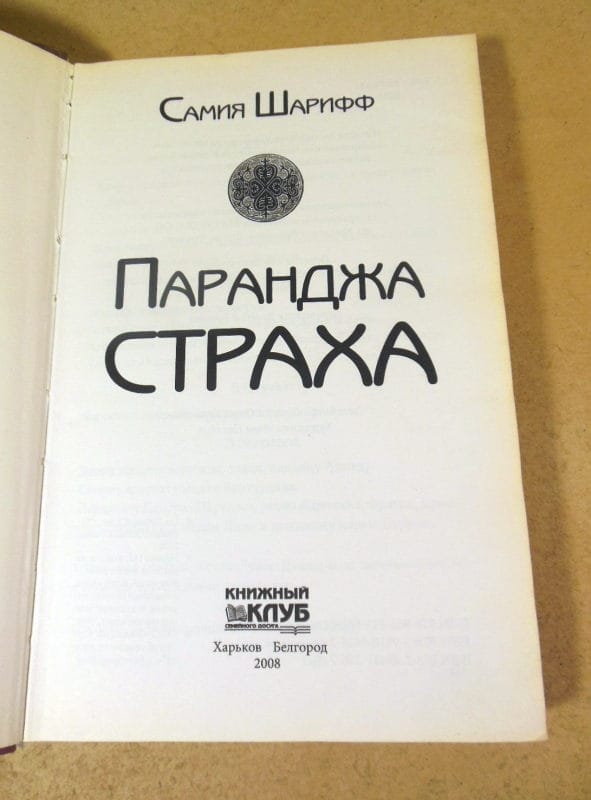 Самия Шарифф
Паранджа
СТРАХА
КНИЖНЫЙ
КЛУБ
СЕМЕЙНОГО ДОСУГА
Харьков Белгород
2008